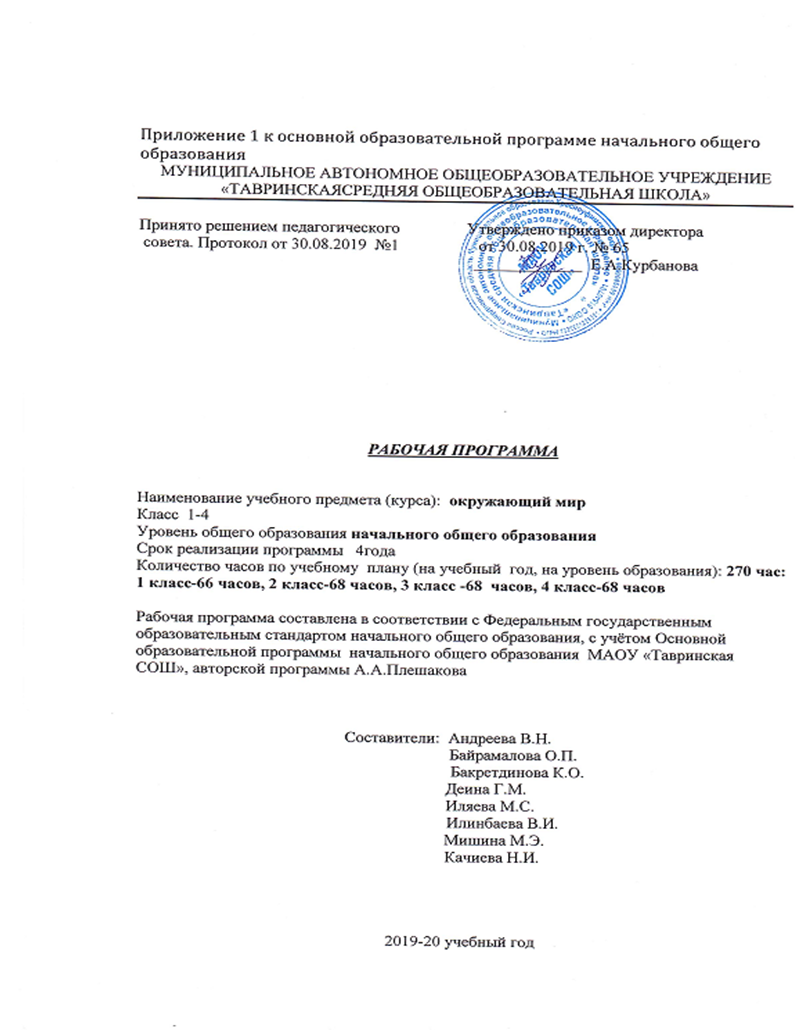 Приложение 1 к основной образовательной программе начального общего
образования
МУНИЦИПАЛЬНОЕ АВТОНОМНОЕ ОБЩЕОБРАЗОВАТЕЛЬНОЕ УЧРЕЖДЕНИЕ
«ТАВРИНСКАЯСРЕДНЯЯ ОБЩЕОБРАЗОВАТЕЛЬНАЯ ШКОЛА»
Принято решением педагогического
совета. Протокол от 30.08.2019 №1
Утверждено приказом директора
от 30.08.2019 г. № 65
Е.А.Курбанова
«Тавринская
СОШ»
РАБОЧАЯ ПРОГРАММА
Наименование учебного предмета (курса): окружающий мир
Класс 1-4
Уровень общего образования начального общего образования
Срок реализации программы 4года
Количество часов по учебному плану (на учебный год, на уровень образования): 270 час:
1 класс-66 часов, 2 класс-68 часов, 3 класс -68 часов, 4 класс-68 часов
Рабочая программа составлена в соответствии с Федеральным государственным
образовательным стандартом начального общего образования, с учётом Основной
образовательной программы начального общего образования МАОУ «Тавринская
СОШ», авторской программы А.А.Плешакова
Составители: Андреева В.Н.
Байрамалова О.П.
Бакретдинова К.О.
Деина Г.М.
Иляева М.С.
Илинбаева В.И.
Мишина М.Э.
Качиева Н.И.
2019-20 учебный год